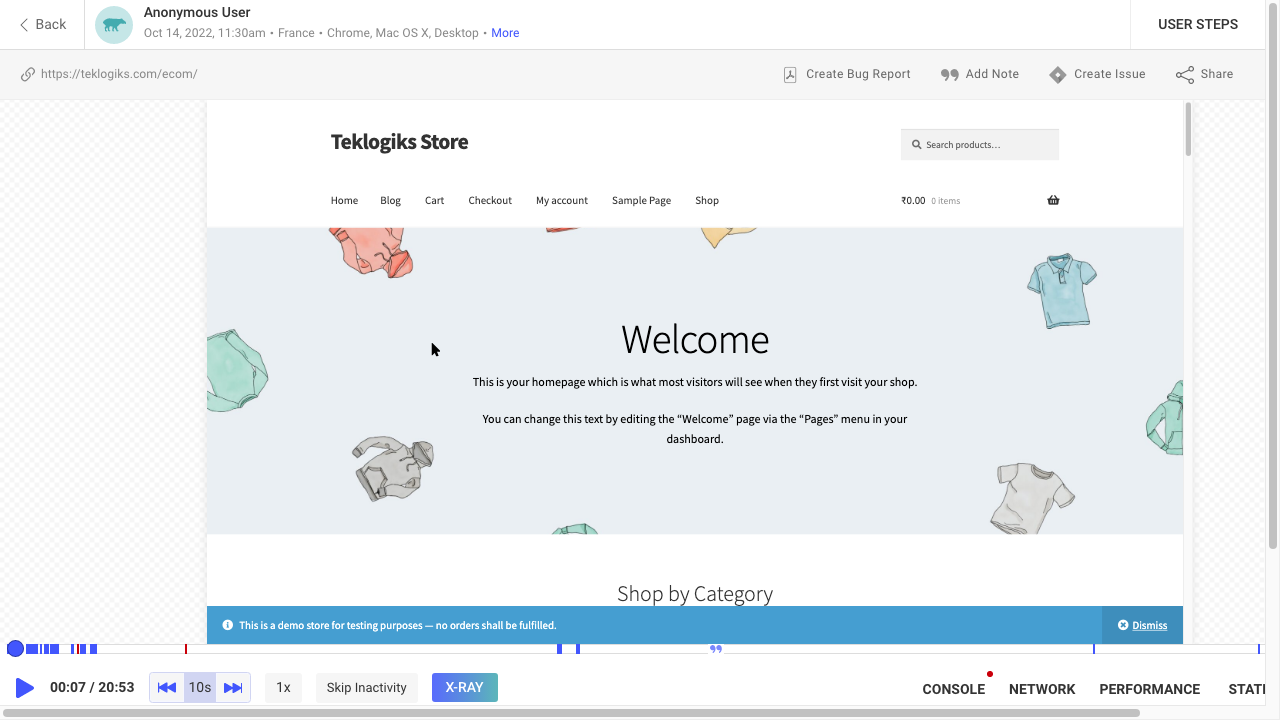 Back
Anonymous User
Oct 14, 2022, 11:30am • France • Chrome, Mac OS X, Desktop • More
USER STEPS
https://teklogiks.com/ecom/
Create Bug Report
Add Note
Create Issue
Share
Teklogiks Store
Search products…
Home Blog Cart Checkout My account Sample Page Shop
₹0.00 0 items
Welcome
This is your homepage which is what most visitors will see when they first visit your shop.
You can change this text by editing the “Welcome” page via the “Pages” menu in your
dashboard.
Shop by Category
This is a demo store for testing purposes — no orders shall be fulfilled.
Dismiss
00:07 / 20:53
10s
1x
Skip Inactivity
X-RAY
CONSOLE
NETWORK
PERFORMANCE